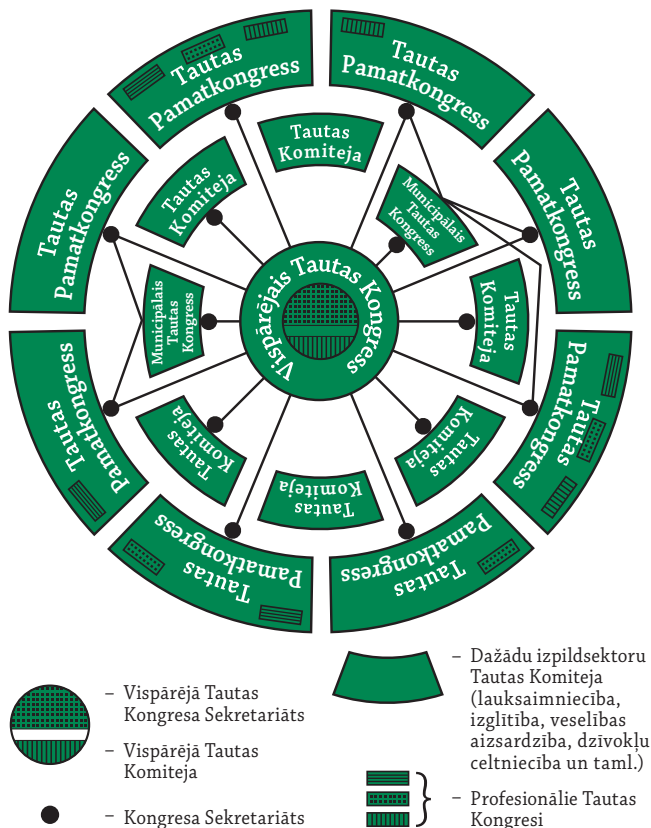 Tautas
Pamatkongress
Tautas
Pamatkongress
Tautas
Pamatkongress
Tautas
Pamatkongress
Tautas
Pamatkongress
Tautas
Pamatkongress
Tautas
Pamatkongress
Tautas
Pamatkongress
Tautas
Komiteja
Tautas
Komiteja
Municipālais
Tautas
Kongress
Municipālais
Tautas
Kongress
Tautas
Komiteja
Tautas
Komiteja
Tautas
Komiteja
Tautas
Komiteja
Vispārējais Tautas Kongress
– Vispārējā Tautas
Kongresa Sekretariāts
– Vispārējā Tautas
Komiteja
– Kongresa Sekretariāts
– Dažādu izpildsektoru
Tautas Komiteja
(lauksaimniecība,
izglītība, veselības
aizsardzība, dzīvokļu
celtniecība un taml.)
– Profesionālie Tautas
Kongresi